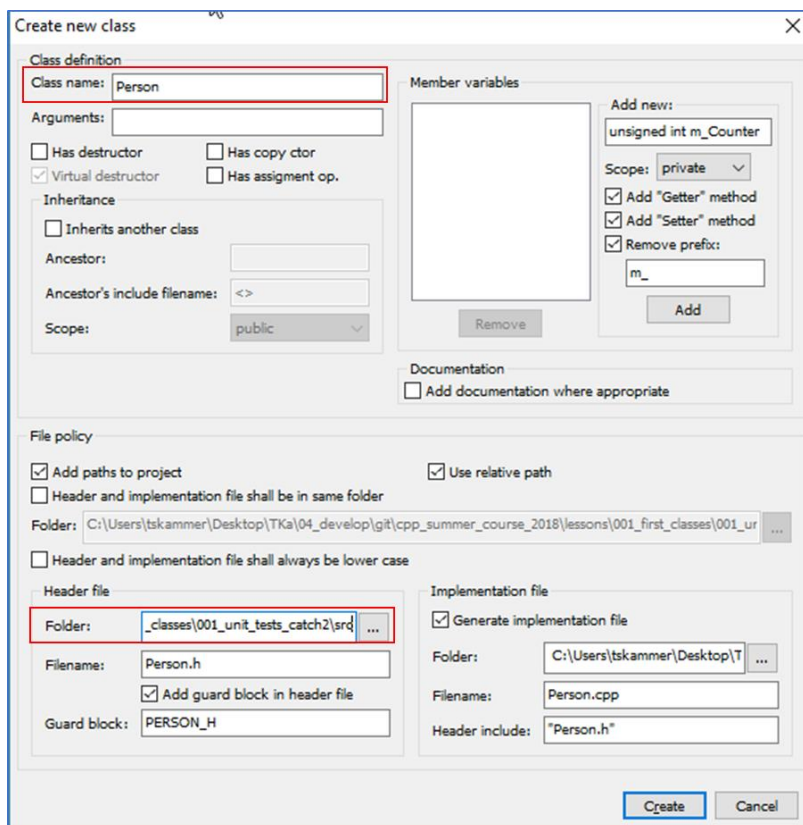 Create new class
Class definition
Class name: Person
Arguments:
Has destructor
Has copy ctor
Virtual destructor
Has assigment op.
Inheritance
Inherits another class
Ancestor:
Ancestor's include filename: <>
Scope: public
Member variables
Remove
Add new:
unsigned int m_Counter
Scope: private
Add "Getter" method
Add "Setter" method
Remove prefix:
m_
Add
Documentation
Add documentation where appropriate
File policy
Add paths to project
Use relative path
Header and implementation file shall be in same folder
Folder: C:\Users\tskammer\Desktop\TKa\04_develop\git\cpp_summer_course_2018\lessons\001_first_classes\001_ur ...
Header and implementation file shall always be lower case
Header file
Folder: _classes\001_unit_tests_catch2\src ...
Filename: Person.h
Add guard block in header file
Guard block: PERSON_H
Implementation file
Generate implementation file
Folder: C:\Users\tskammer\Desktop\T ...
Filename: Person.cpp
Header include: "Person.h"
Create
Cancel